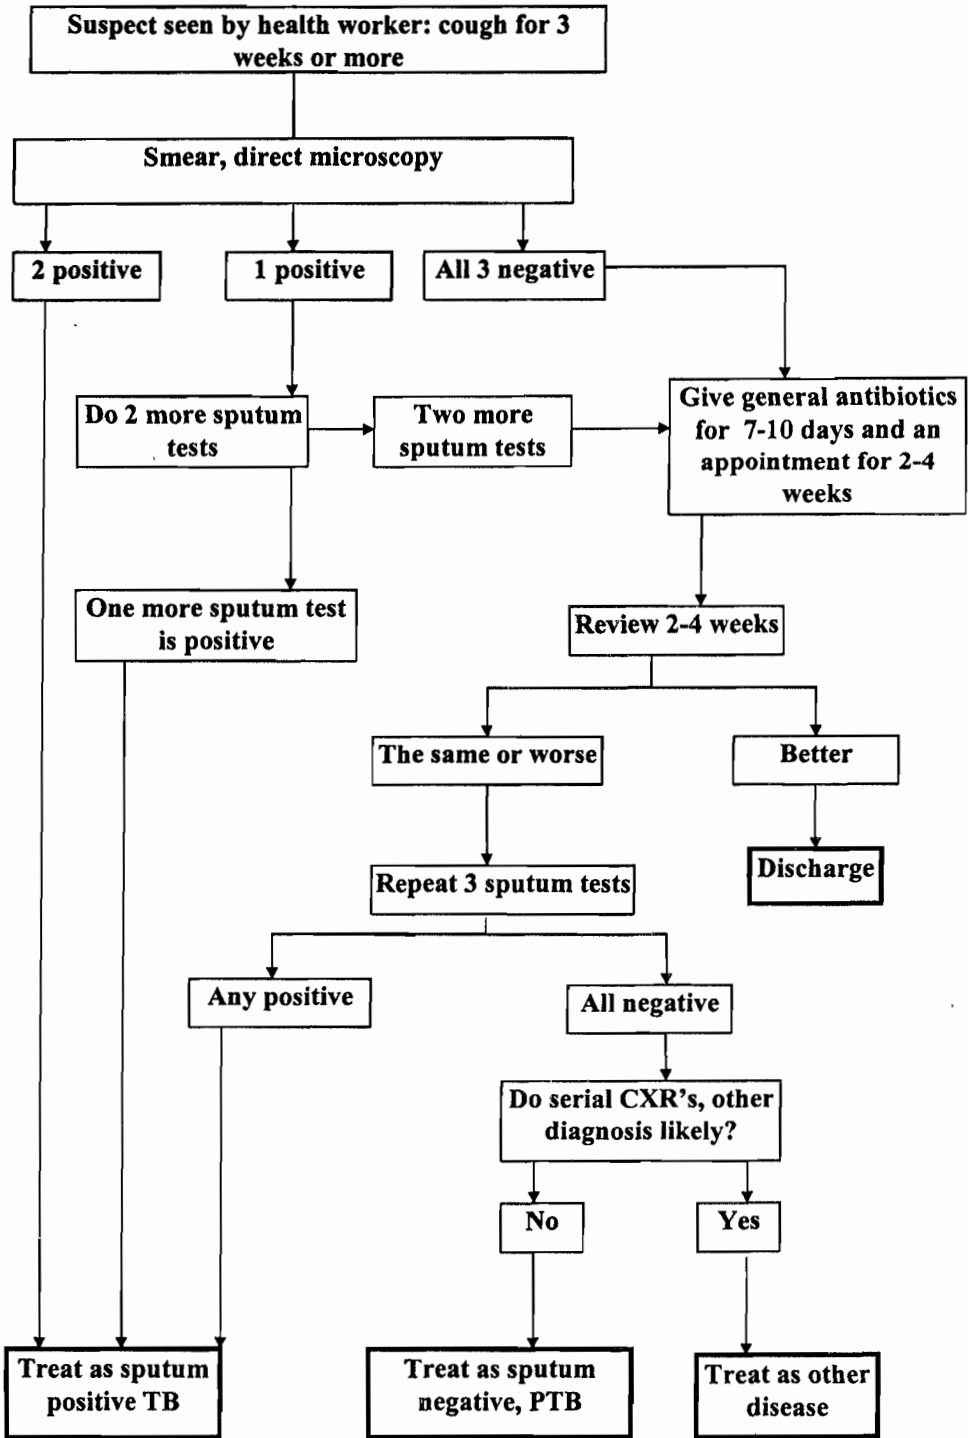 Suspect seen by health worker: cough for 3
weeks or more
Smear, direct microscopy
2 positive
1 positive
All 3 negative
Do 2 more sputum
tests
Two more
sputum tests
Give general antibiotics
for 7-10 days and an
appointment for 2-4
weeks
One more sputum test
is positive
Review 2-4 weeks
The same or worse
Better
Repeat 3 sputum tests
Discharge
Any positive
All negative
Do serial CXR's, other
diagnosis likely?
No
Yes
Treat as sputum
positive TB
Treat as sputum
negative, PTB
Treat as other
disease